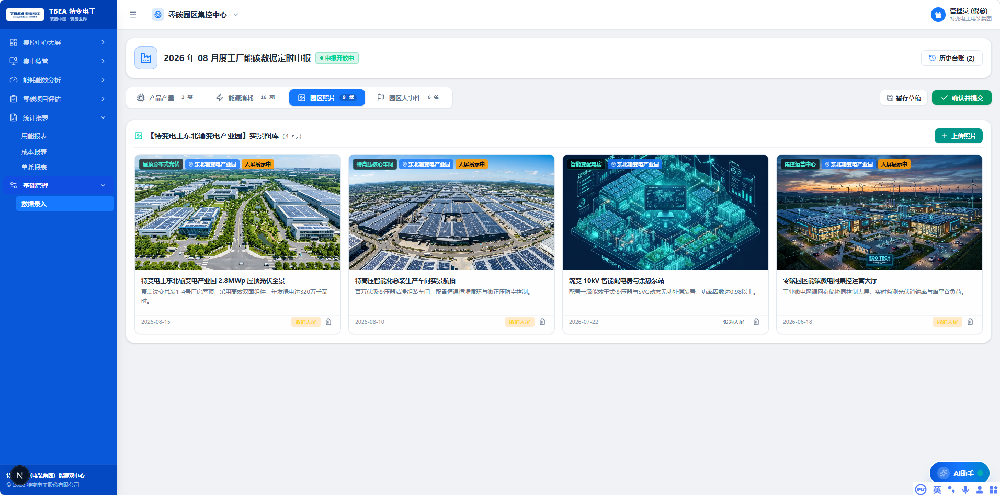 TBEA 特变电工
TBEA 特变电工
装备中国 · 装备世界
零碳园区集控中心
管
管理员 (倪总)
特变电工电装集团
集控中心大屏
集中监管
能耗能效分析
零碳项目评估
统计报表
用能报表
成本报表
单耗报表
基础管理
数据录入
2026 年 08 月度工厂能碳数据定时申报
申报开放中
历史台账 (2)
产品产量 3 类
能源消耗 16 项
园区照片 9 张
园区大事件 6 条
暂存草稿
确认并提交
【特变电工东北输变电产业园】实景图库 (4 张)
上传照片
屋顶分布式光伏 东北输变电产业园 大屏展示中
特变电工东北输变电产业园 2.8MWp 屋顶光伏全景
覆盖沈变总装1-4号厂房屋顶，采用高效双面组件，年发绿电达320万千瓦
时。
2026-08-15
取消大屏
特高压核心车间 东北输变电产业园 大屏展示中
特高压智能化总装生产车间实景航拍
百万伏级变压器洁净组装车间，配备恒温恒湿循环与微正压防尘控制。
2026-08-10
取消大屏
智能变配电房 东北输变电产业园
沈变 10kV 智能配电房与余热泵站
配置一级能效干式变压器与SVG动态无功补偿装置，功率因数达0.98以上。
2026-07-22
设为大屏
集控运营中心 东北输变电产业园 大屏展示中
ECO-TECH
零碳园区能碳微电网集控运营大厅
工业微电网源网荷储协同控制大屏，实时监测光伏消纳率与峰平谷负荷。
2026-06-18
取消大屏
N
特 (电装集团) 能源双中心
© 2026 特变电工股份有限公司
AI助手
iFLY 英